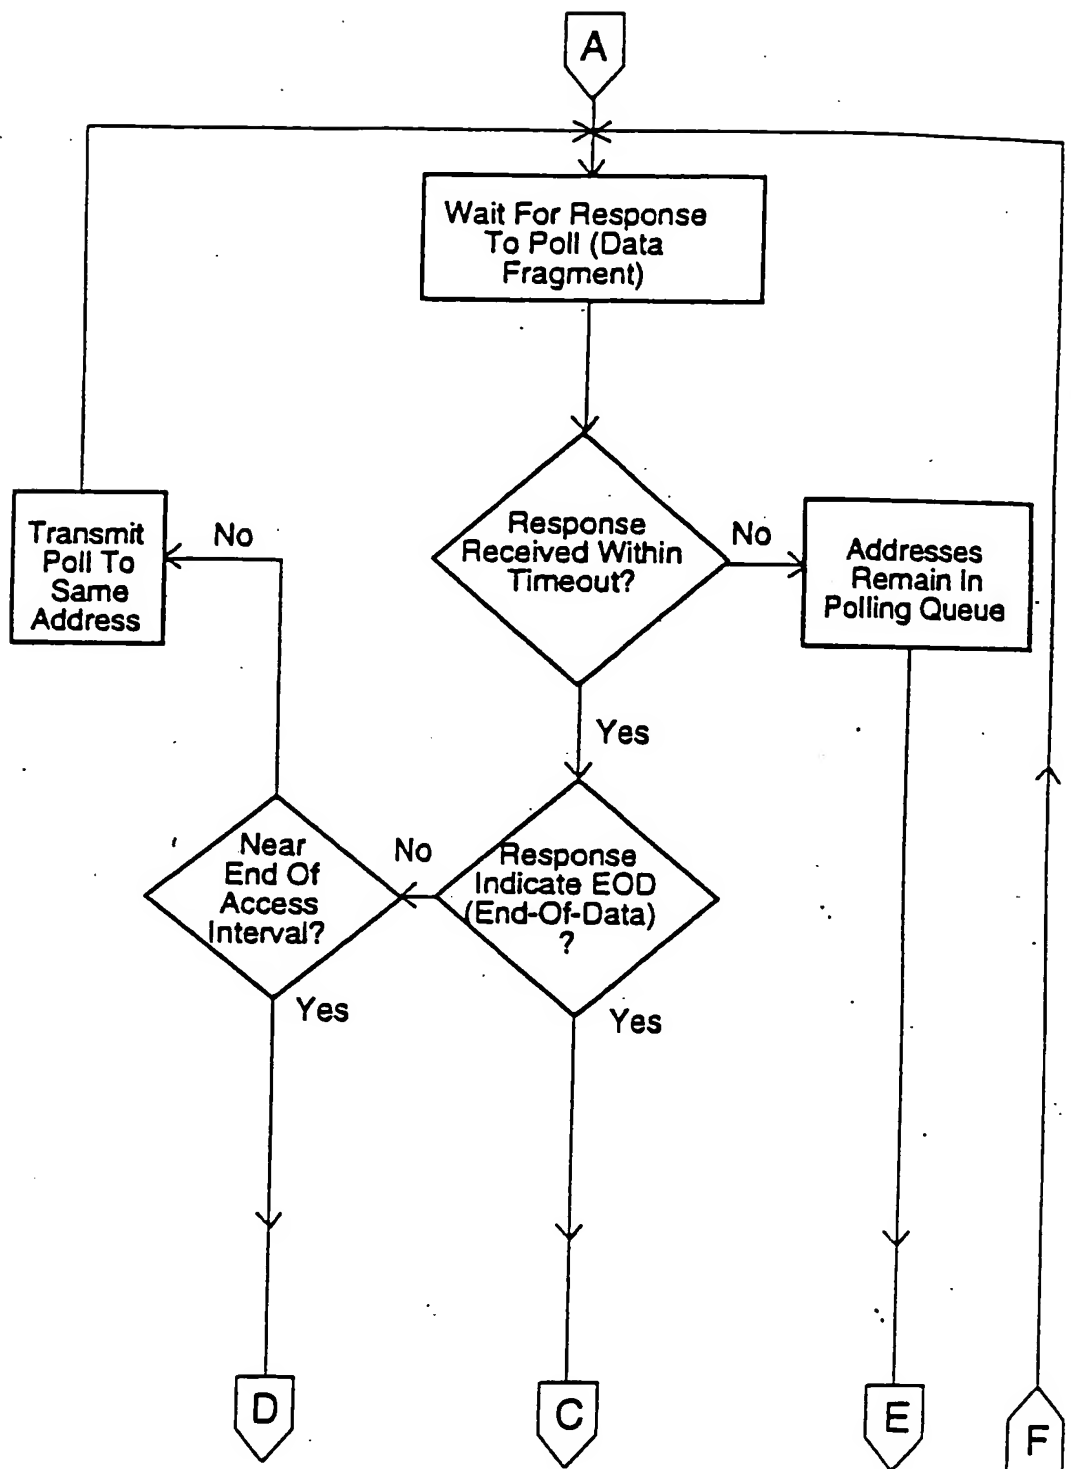 A
Wait For Response
To Poll (Data
Fragment)
Response
Received Within
Timeout?
No
Addresses
Remain In
Polling Queue
Transmit
Poll To
Same
Address
No
Yes
Near
End Of
Access
Interval?
No
Response
Indicate EOD
(End-Of-Data)
?
Yes
Yes
D
C
E
F